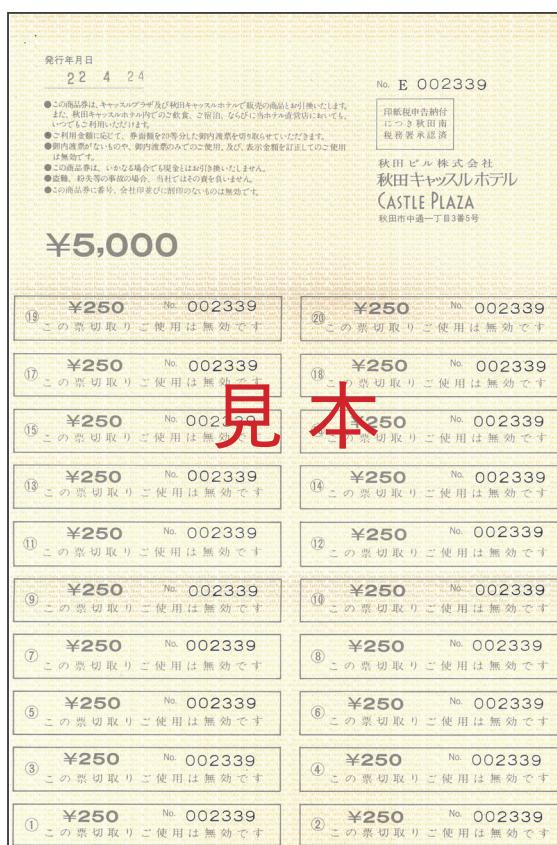 発行年月日
22 4 24
No. E 002339
●この商品券は、キャッスルプラザ及び秋田キャッスルホテルで販売の商品とお引換いたします。
また、秋田キャッスルホテル内でのご飲食、ご宿泊、ならびに当ホテル直営店においても、
いつでもご利用いただけます。
●ご利用金額に応じて、券面額を20等分した御内渡票を切り取らせていただきます。
●御内渡票がないものや、御内渡票のみでのご使用、及び、表示金額を訂正してのご使用
は無効です。
●この商品券は、いかなる場合でも現金とはお引き換いたしません。
●盗難、紛失等の事故の場合、当社ではその責を負いません。
●この商品券に番号、会社印並びに割印のないものは無効です。
印紙税申告納付
につき秋田南
税務署承認済
秋田ビル株式会社
秋田キャッスルホテル
CASTLE PLAZA
秋田市中通一丁目3番5号
¥5,000
⑲ ¥250 No. 002339
この票切取りご使用は無効です
⑳ ¥250 No. 002339
この票切取りご使用は無効です
⑰ ¥250 No. 002339
この票切取りご使用は無効です
⑱ ¥250 No. 002339
この票切取りご使用は無効です
見本
⑮ ¥250 No. 002339
この票切取りご使用は無効です
¥250 No. 002339
この票切取りご使用は無効です
⑬ ¥250 No. 002339
この票切取りご使用は無効です
⑭ ¥250 No. 002339
この票切取りご使用は無効です
⑪ ¥250 No. 002339
この票切取りご使用は無効です
⑫ ¥250 No. 002339
この票切取りご使用は無効です
⑨ ¥250 No. 002339
この票切取りご使用は無効です
⑩ ¥250 No. 002339
この票切取りご使用は無効です
⑦ ¥250 No. 002339
この票切取りご使用は無効です
⑧ ¥250 No. 002339
この票切取りご使用は無効です
⑤ ¥250 No. 002339
この票切取りご使用は無効です
⑥ ¥250 No. 002339
この票切取りご使用は無効です
③ ¥250 No. 002339
この票切取りご使用は無効です
④ ¥250 No. 002339
この票切取りご使用は無効です
① ¥250 No. 002339
この票切取りご使用は無効です
② ¥250 No. 002339
この票切取りご使用は無効です